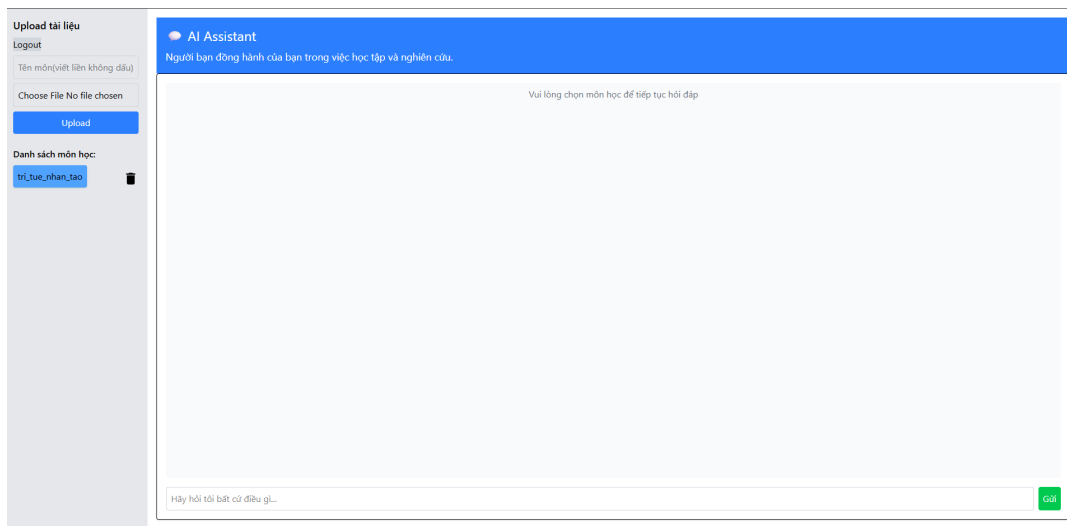 Upload tài liệu
Logout
Tên môn(viết liền không dấu)
Choose File No file chosen
Upload
Danh sách môn học:
tri_tue_nhan_tao
AI Assistant
Người bạn đồng hành của bạn trong việc học tập và nghiên cứu.
Vui lòng chọn môn học để tiếp tục hỏi đáp
Hãy hỏi tôi bất cứ điều gì...
Gửi